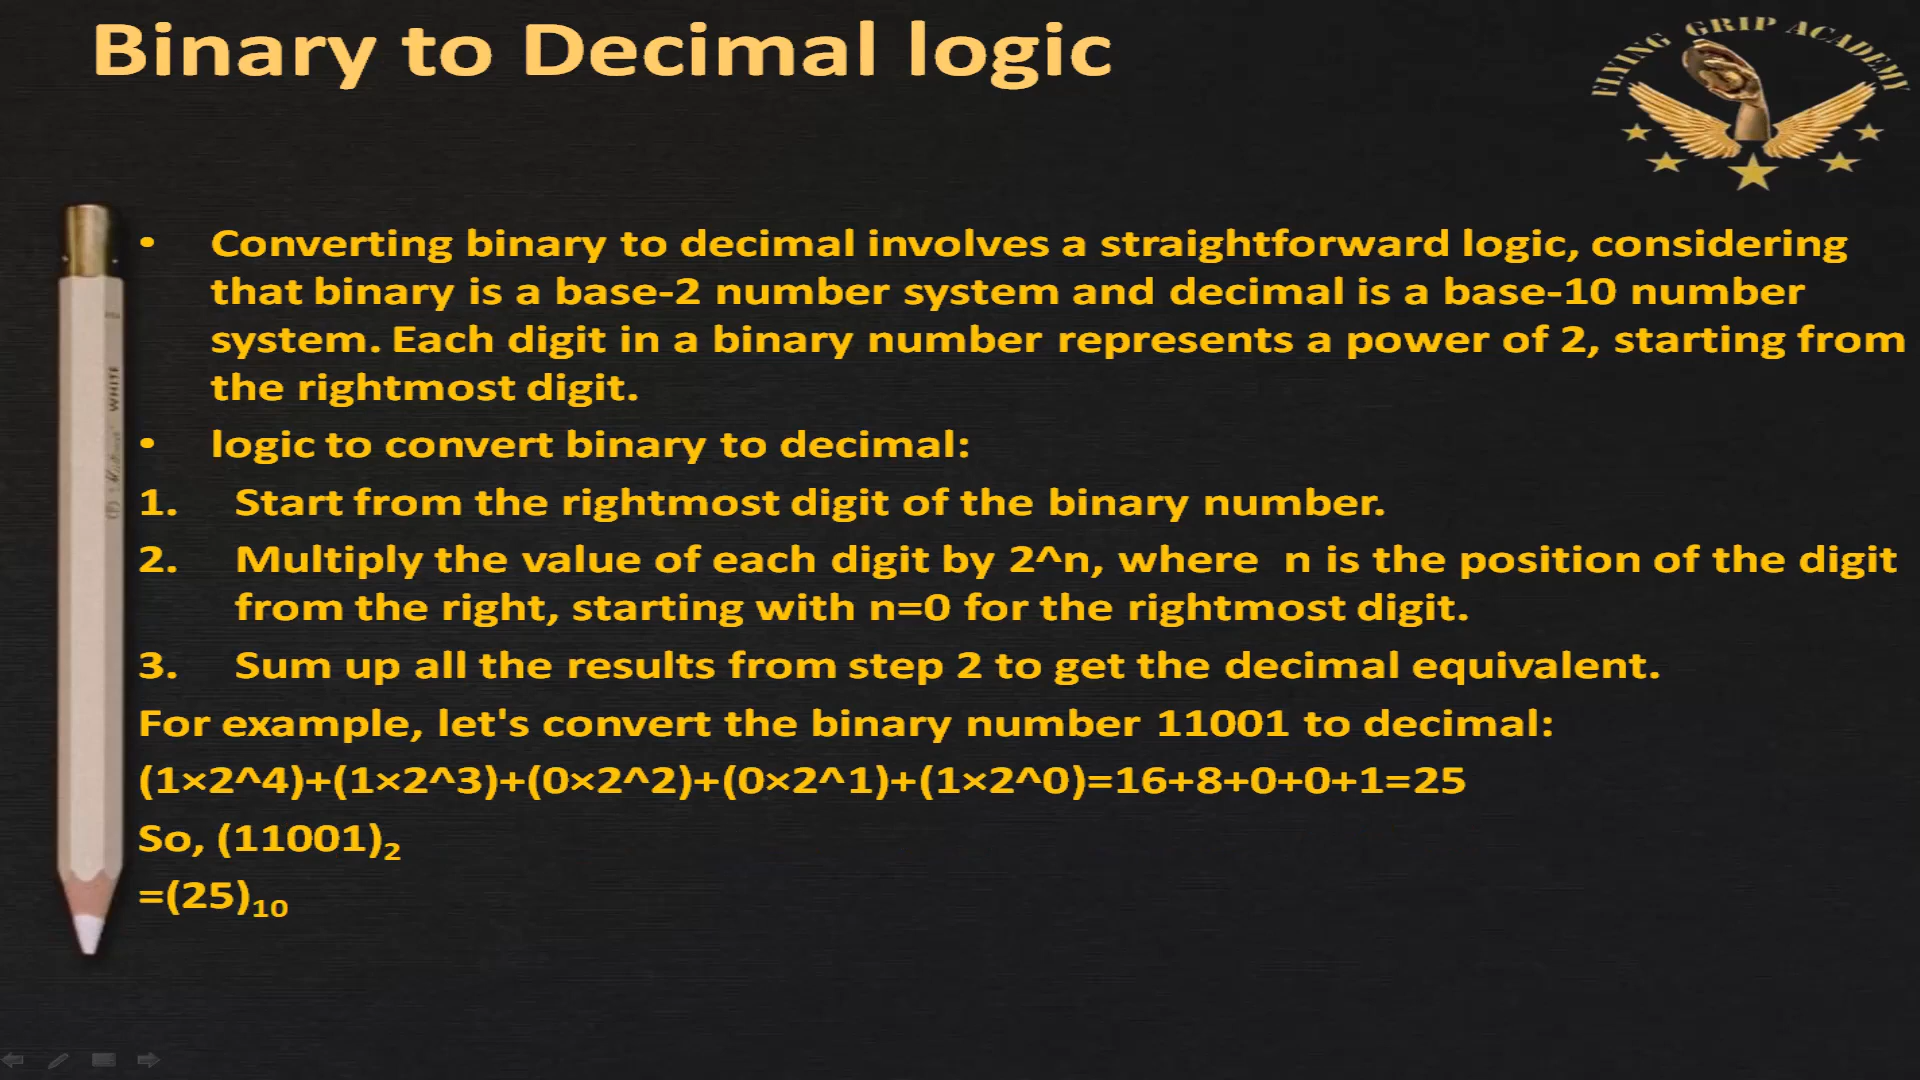 Binary to Decimal logic
FLYING GRIP ACADEMY
• Converting binary to decimal involves a straightforward logic, considering
that binary is a base-2 number system and decimal is a base-10 number
system. Each digit in a binary number represents a power of 2, starting from
the rightmost digit.
• logic to convert binary to decimal:
1. Start from the rightmost digit of the binary number.
2. Multiply the value of each digit by 2^n, where  n is the position of the digit
from the right, starting with n=0 for the rightmost digit.
3. Sum up all the results from step 2 to get the decimal equivalent.
For example, let's convert the binary number 11001 to decimal:
(1×2^4)+(1×2^3)+(0×2^2)+(0×2^1)+(1×2^0)=16+8+0+0+1=25
So, (11001)₂
=(25)₁₀
WHITE